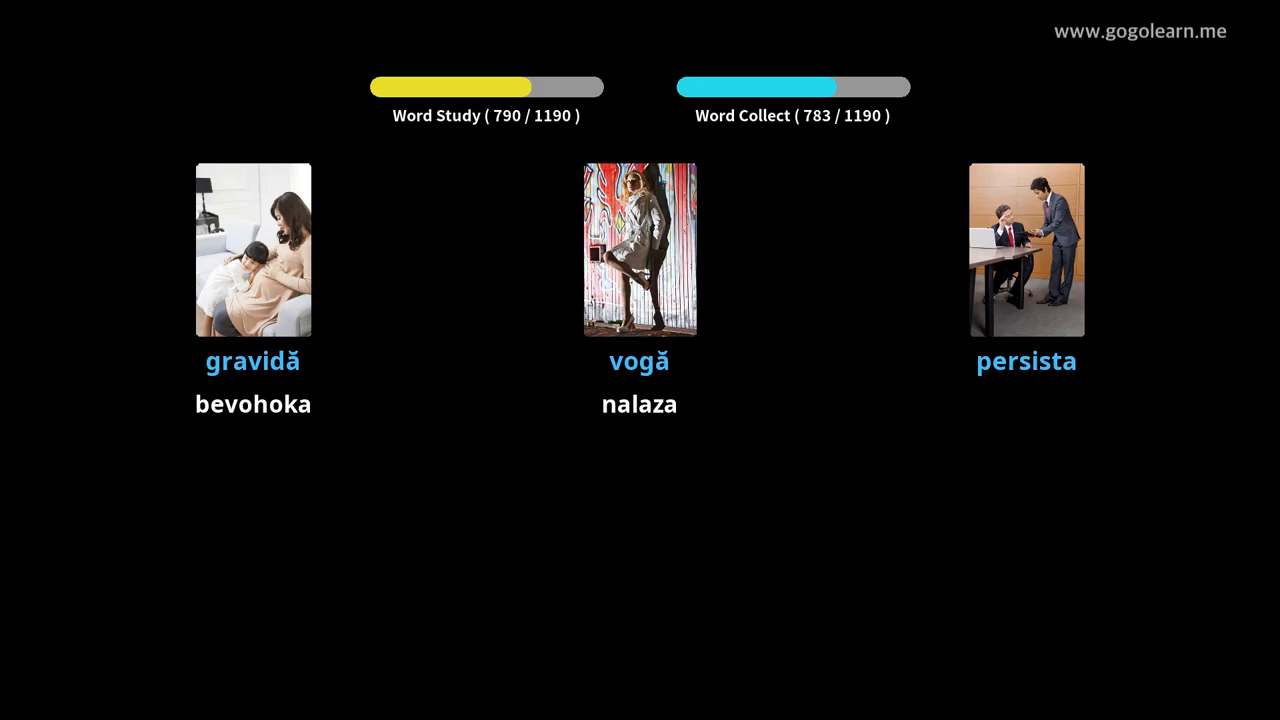 www.gogolearn.me
Word Study ( 790 / 1190 )
Word Collect ( 783 / 1190 )
gravidă
vogă
persista
bevohoka
nalaza